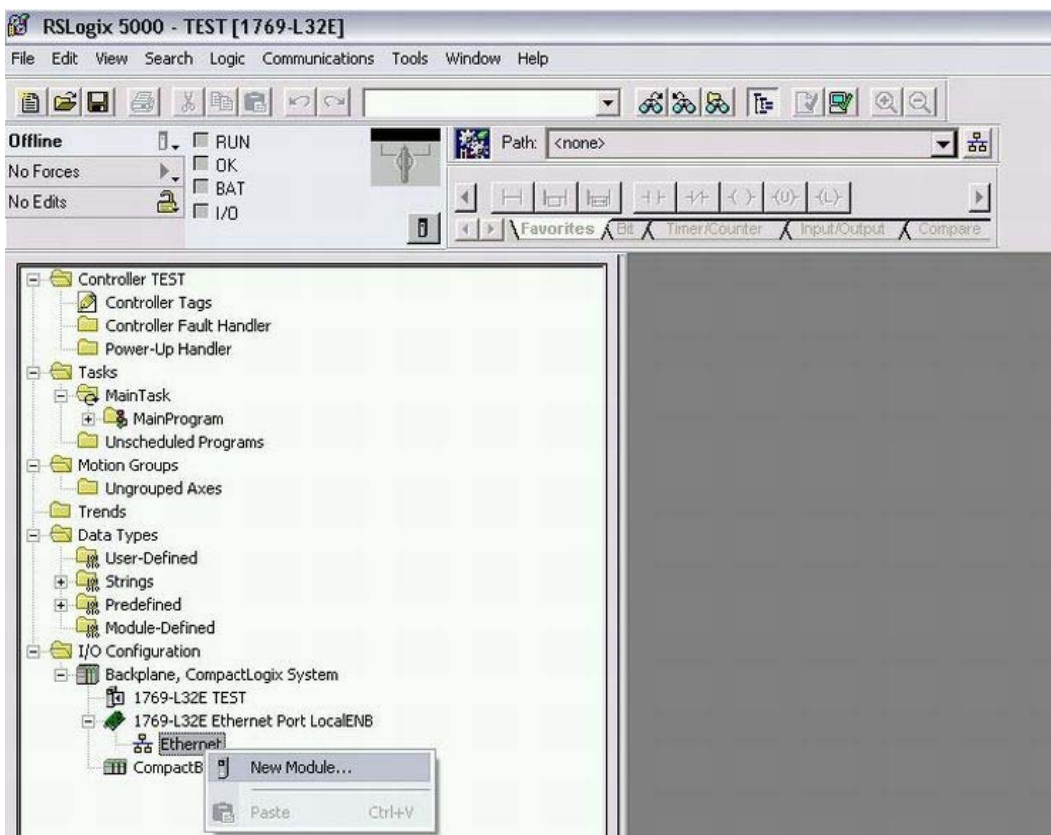 RSLogix 5000 - TEST [1769-L32E]
File Edit View Search Logic Communications Tools Window Help
Offline
RUN
No Forces
OK
No Edits
BAT
I/O
Path: <none>
(U) (L)
Favorites Bit Timer/Counter Input/Output Compare
Controller TEST
Controller Tags
Controller Fault Handler
Power-Up Handler
Tasks
MainTask
MainProgram
Unscheduled Programs
Motion Groups
Ungrouped Axes
Trends
Data Types
User-Defined
Strings
Predefined
Module-Defined
I/O Configuration
Backplane, CompactLogix System
1769-L32E TEST
1769-L32E Ethernet Port LocalENB
Ethernet
CompactB
New Module...
Paste Ctrl+V